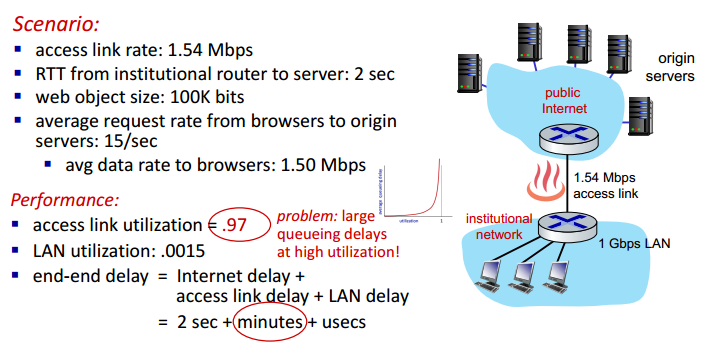 Scenario:
▪ access link rate: 1.54 Mbps
▪ RTT from institutional router to server: 2 sec
▪ web object size: 100K bits
▪ average request rate from browsers to origin
servers: 15/sec
▪ avg data rate to browsers: 1.50 Mbps
Performance:
▪ access link utilization = .97
▪ LAN utilization: .0015
▪ end-end delay = Internet delay +
access link delay + LAN delay
= 2 sec + minutes + usecs
problem: large
queueing delays
at high utilization!
average queueing delay
utilization
1
origin
servers
public
Internet
1.54 Mbps
access link
institutional
network
1 Gbps LAN